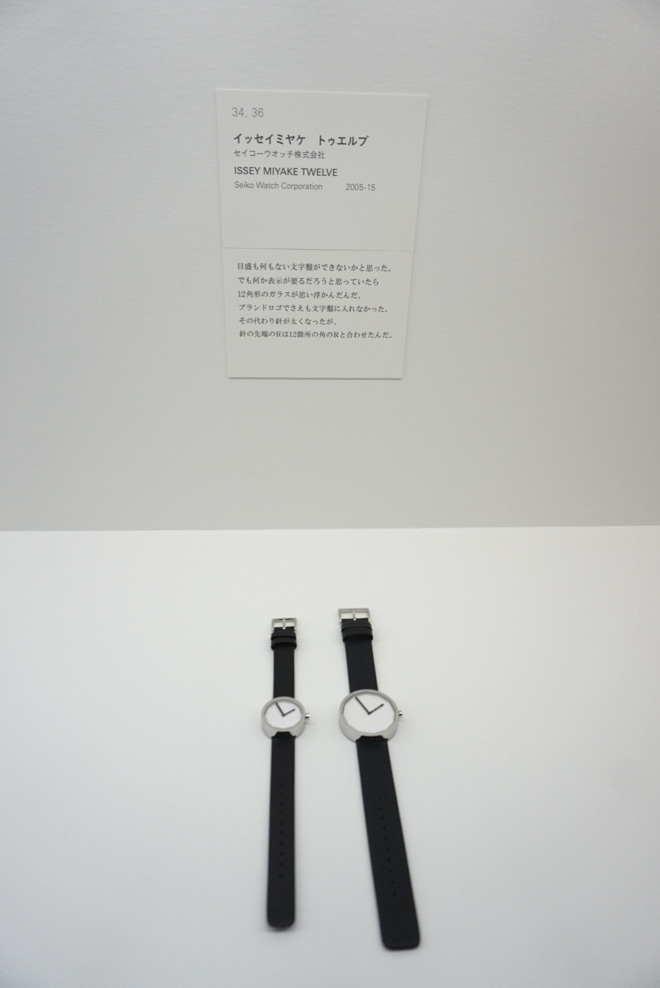 34, 36
イッセイミヤケ　トゥエルブ
セイコーウオッチ株式会社
ISSEY MIYAKE TWELVE
Seiko Watch Corporation 2005-15
目盛も何もない文字盤ができないかと思った。
でも何か表示が要るだろうと思っていたら
12角形のガラスが思い浮かんだんだ。
ブランドロゴでさえも文字盤に入れなかった。
その代わり針が太くなったが、
針の先端のRは12箇所の角のRと合わせたんだ。